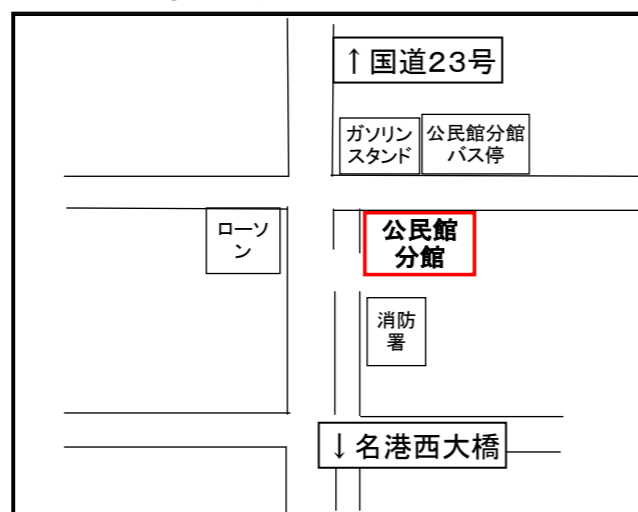 ↑国道23号
ガソリン
スタンド
公民館分館
バス停
ローソ
ン
公民館
分館
消防
署
↓名港西大橋